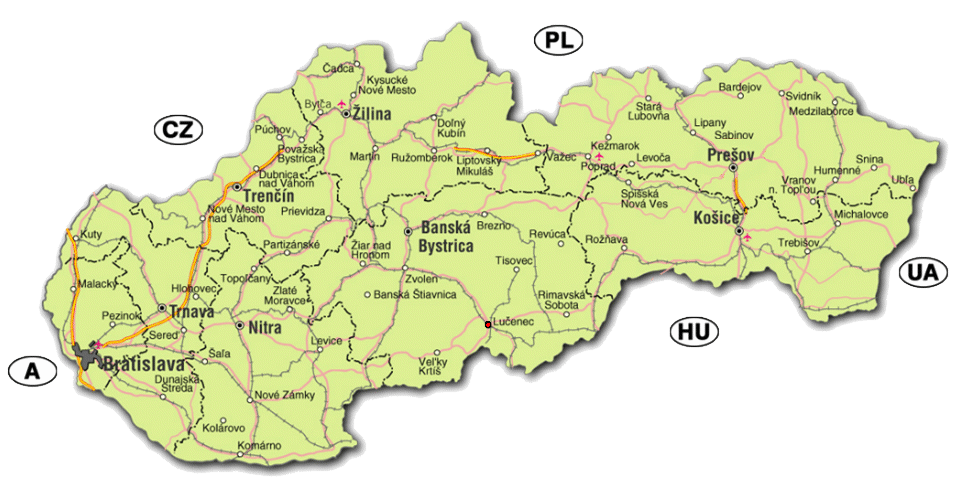 PL
CZ
Čadca
Kysucké
Nové Mesto
Bytča
Žilina
Bardejov
Svidník
Medzilaborce
Stará
Lubovna
Lipany
Sabinov
Púchov
Považská
Bystrica
Dolný
Kubín
Martin
Ružomberok
Liptovský
Mikuláš
Važec
Kežmarok
Poprad
Levoča
Prešov
Snina
Humenné
Ubľa
Dubnica
nad Váhom
Trenčín
Spišská
Nová Ves
Vranov
n. Topľou
Nové Mesto
nad Váhom
Prievidza
Košice
Michalovce
Kuty
Banská
Bystrica
Brezno
Revúca
Rožňava
Trebišov
Partizánské
Žiar nad
Hronom
Tisovec
UA
Malacky
Hlohovec
Topoľčany
Zlaté
Moravce
Zvolen
Banská Štiavnica
Rimavská
Sobota
Pezinok
Trnava
Nitra
Lučenec
HU
Sered
Levice
A
Bratislava
Saľa
Veľký
Krtíš
Dunajská
Streda
Nové Zámky
Kolárovo
Komárno